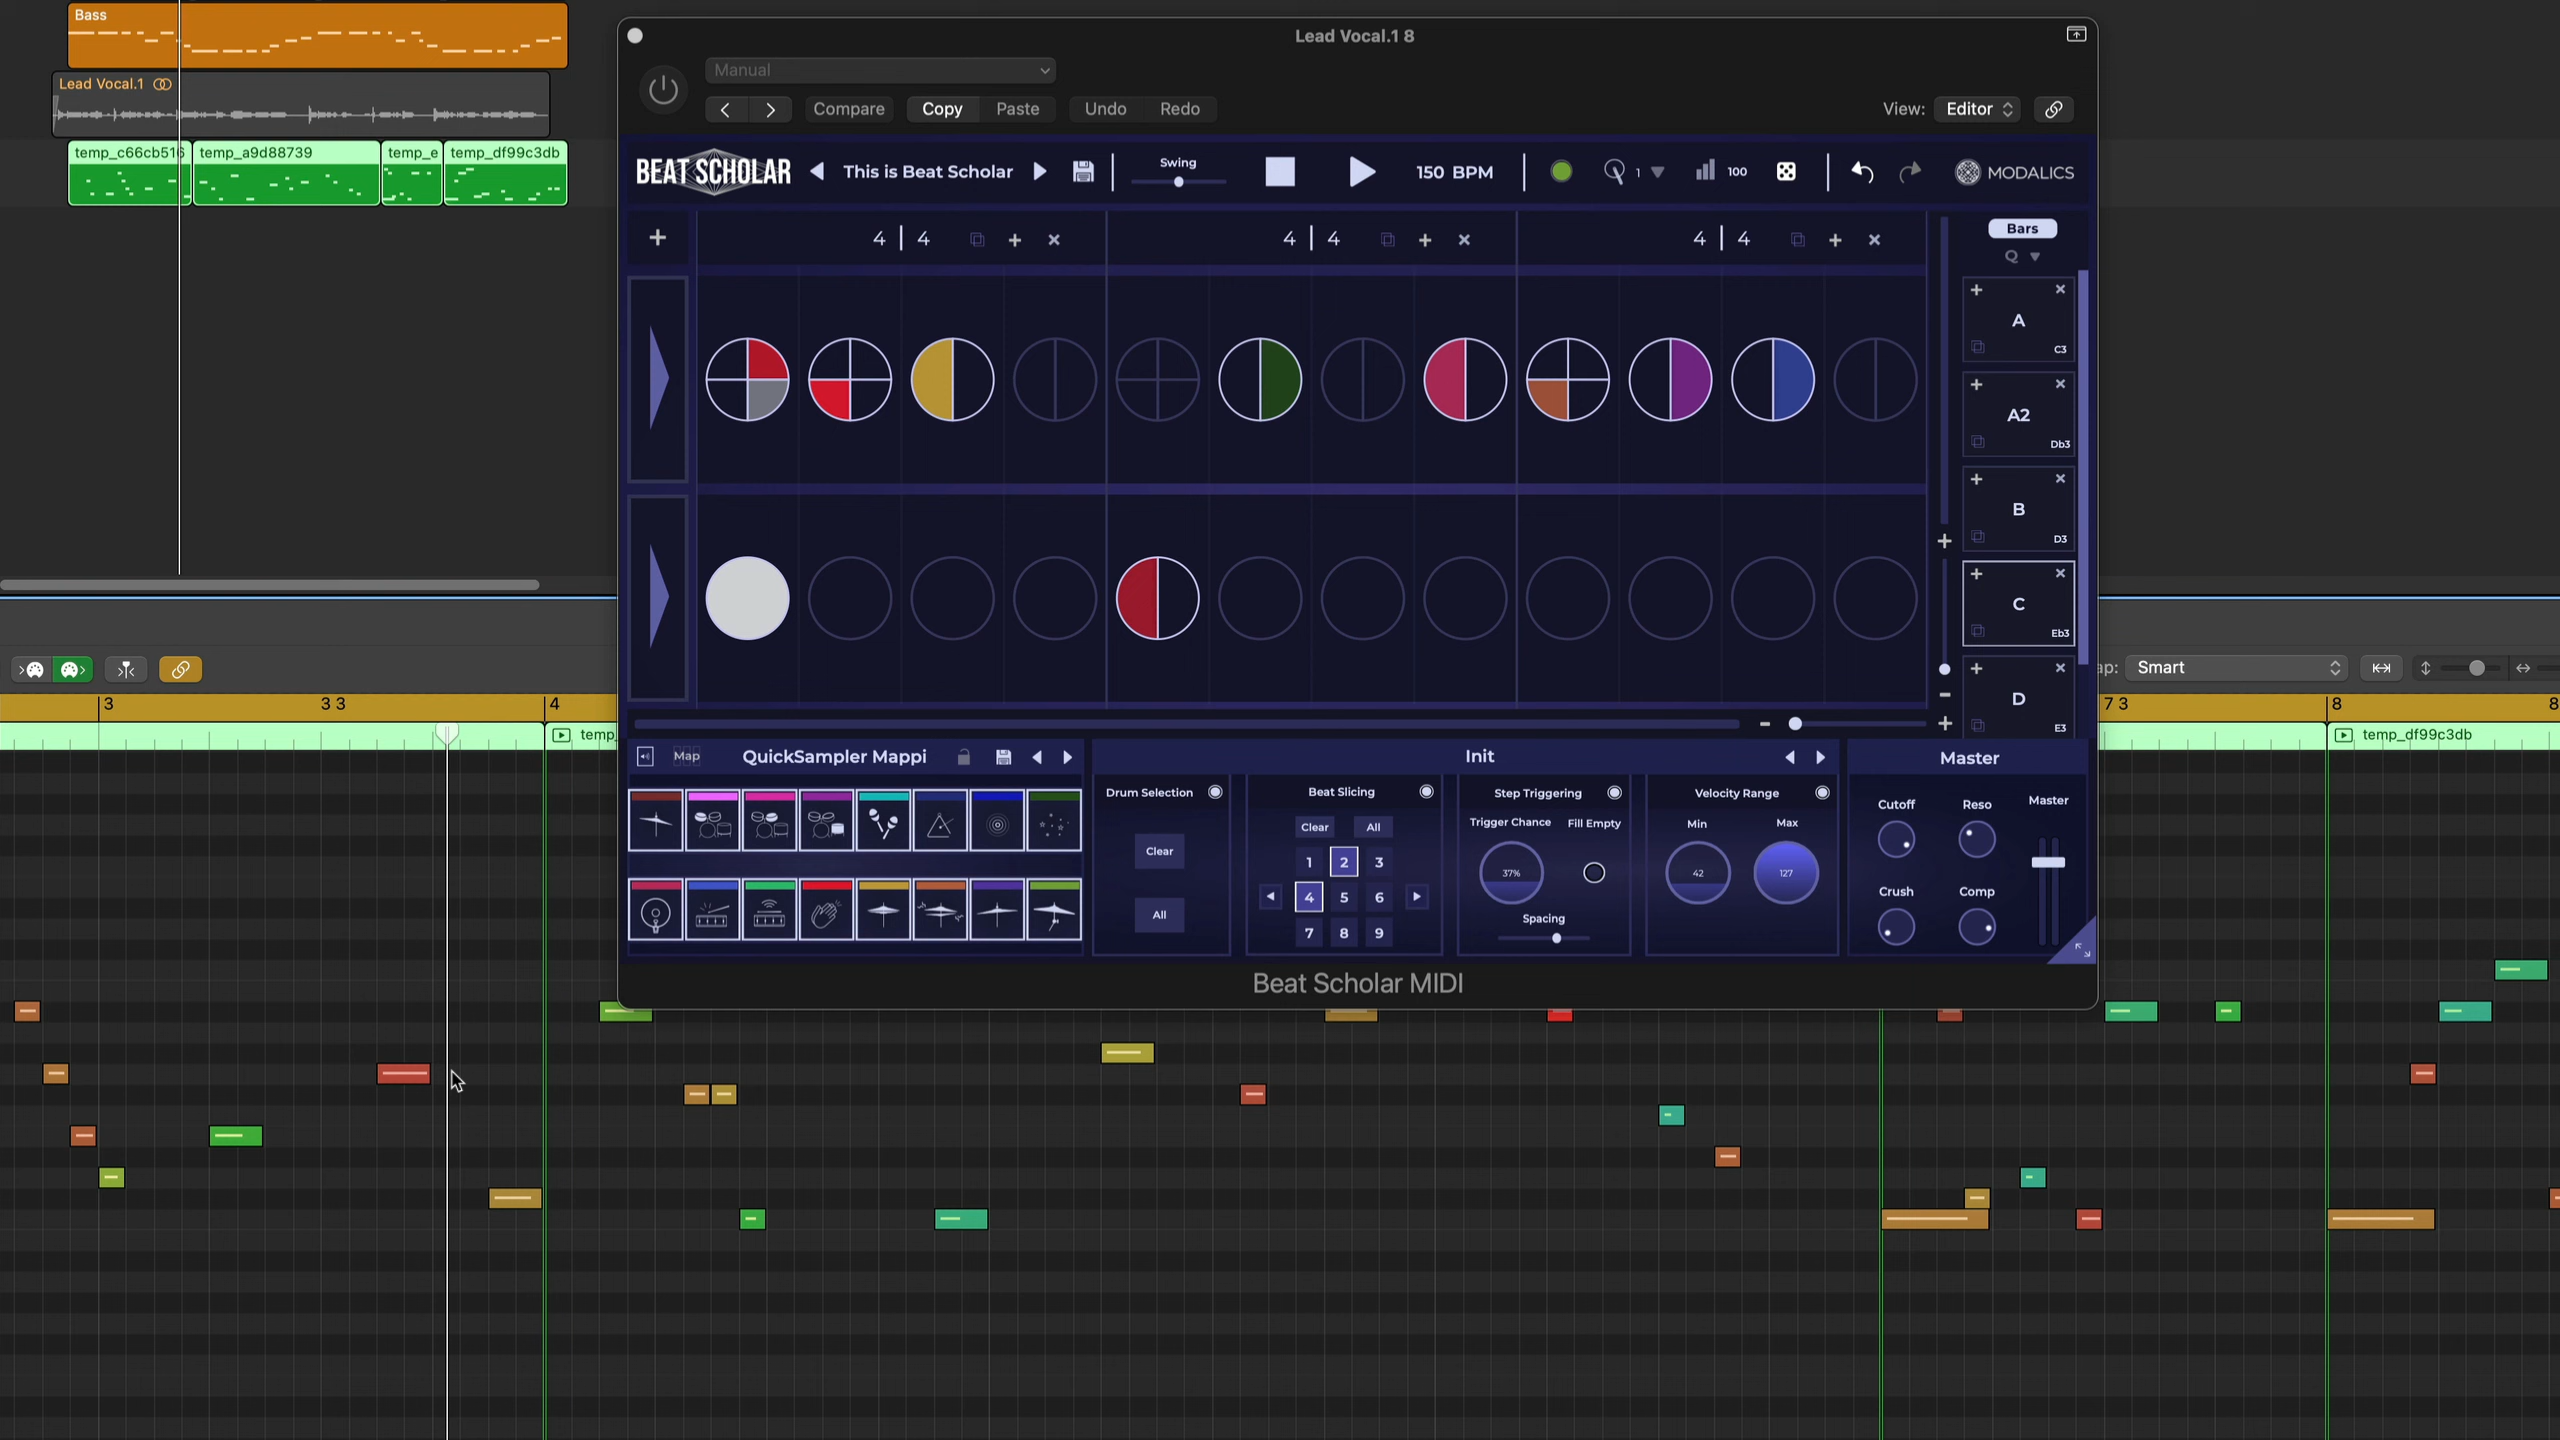 Bass
Lead Vocal.1
temp_c66cb516
temp_a9d88739
temp_e
temp_df99c3db
Lead Vocal.1 8
Manual
Compare
Copy
Paste
Undo
Redo
View:
Editor
BEAT SCHOLAR
This is Beat Scholar
Swing
150 BPM
1
100
MODALICS
4 | 4
4 | 4
4 | 4
Bars
Q
A
C3
A2
Db3
B
D3
C
Eb3
D
E3
Map
QuickSampler Mappi
Init
Master
Drum Selection
Clear
All
Beat Slicing
Clear
All
1 2 3
4 5 6
7 8 9
Step Triggering
Trigger Chance
Fill Empty
37%
Spacing
Velocity Range
Min
Max
42
127
Cutoff
Reso
Master
Crush
Comp
Beat Scholar MIDI
ap:
Smart
3
3 3
4
7 3
8
8
temp_
temp_df99c3db